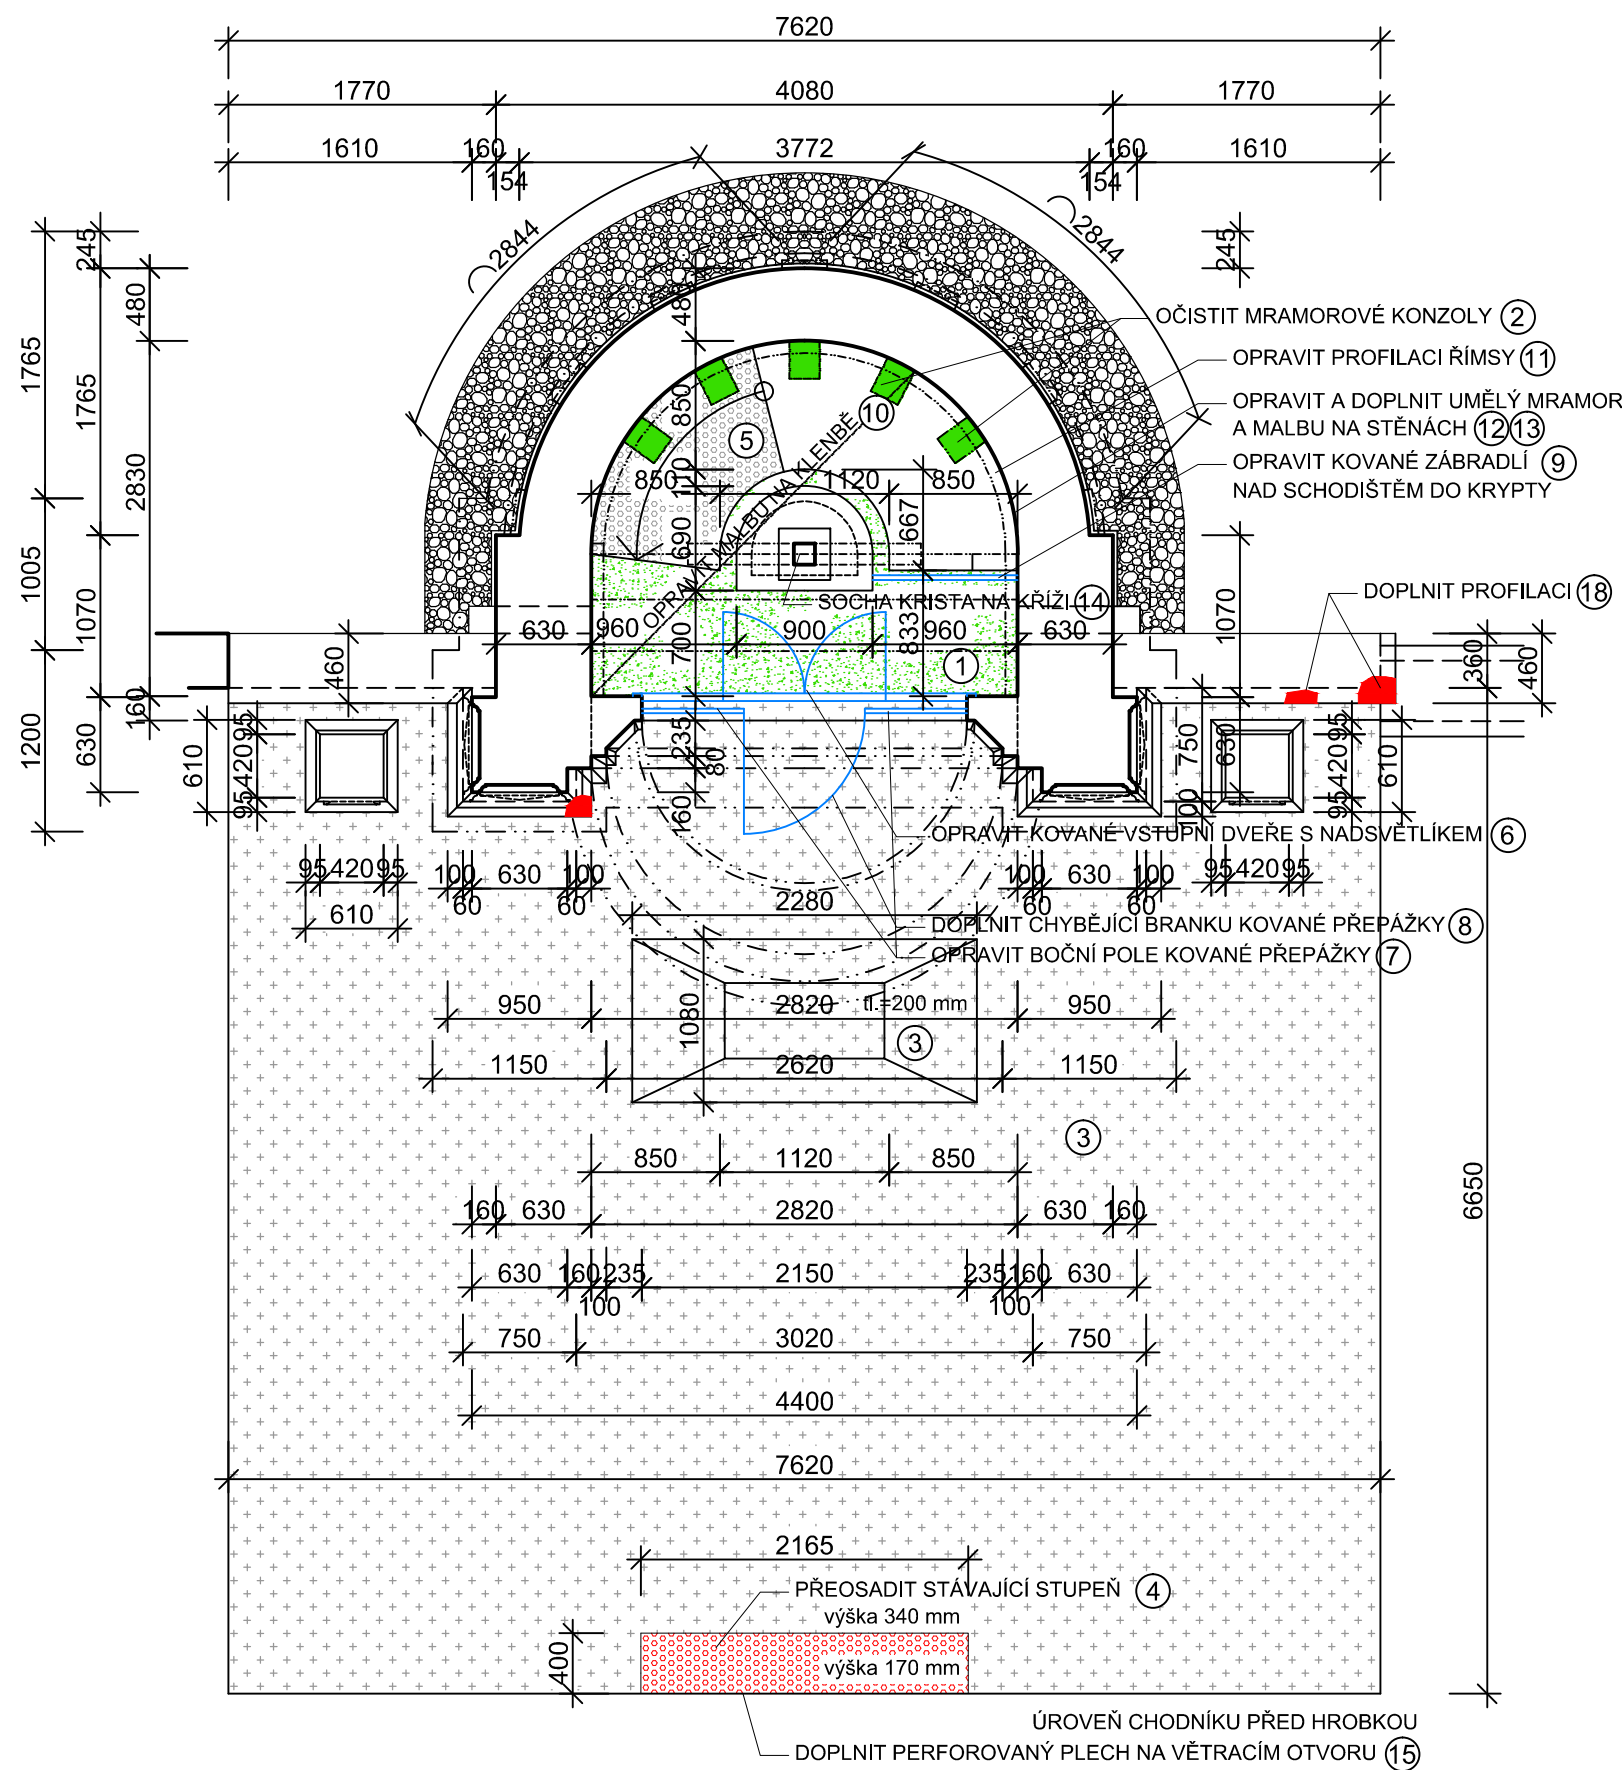 7620
1770 4080 1770
1610 160 3772 160 1610
154 154
2844 2844
245 245
480 480
1765 1765 2830
OČISTIT MRAMOROVÉ KONZOLY 2
OPRAVIT PROFILACI ŘÍMSY 11
OPRAVIT A DOPLNIT UMĚLÝ MRAMOR
A MALBU NA STĚNÁCH 12 13
OPRAVIT KOVANÉ ZÁBRADLÍ 9
NAD SCHODIŠTĚM DO KRYPTY
OPRAVIT MALBU NA KLENBĚ 10
5
850 110 690 700
850 1120 850
667 833
SOCHA KRISTA NA KŘÍŽI 14
DOPLNIT PROFILACI 18
1005 1070 1070
630 960 900 960 630
1
460 360 460
1200 630 160
610 95 420 95
235 80 160
750 100 630
95 420 95 610
OPRAVIT KOVANÉ VSTUPNÍ DVEŘE S NADSVĚTLÍKEM 6
95 420 95 100 630 100 100 630 100 95 420 95
60 60 60 60
610 2280
DOPLNIT CHYBĚJÍCÍ BRANKU KOVANÉ PŘEPÁŽKY 8
OPRAVIT BOČNÍ POLE KOVANÉ PŘEPÁŽKY 7
950 2820 950
tl.=200 mm
1080
3
1150 2620 1150
3
850 1120 850
6650
160 630 2820 630 160
630 160 235 2150 235 160 630
100 100
750 3020 750
4400
7620
2165
PŘEOSADIT STÁVAJÍCÍ STUPEŇ 4
výška 340 mm
400
výška 170 mm
ÚROVEŇ CHODNÍKU PŘED HROBKOU
DOPLNIT PERFOROVANÝ PLECH NA VĚTRACÍM OTVORU 15